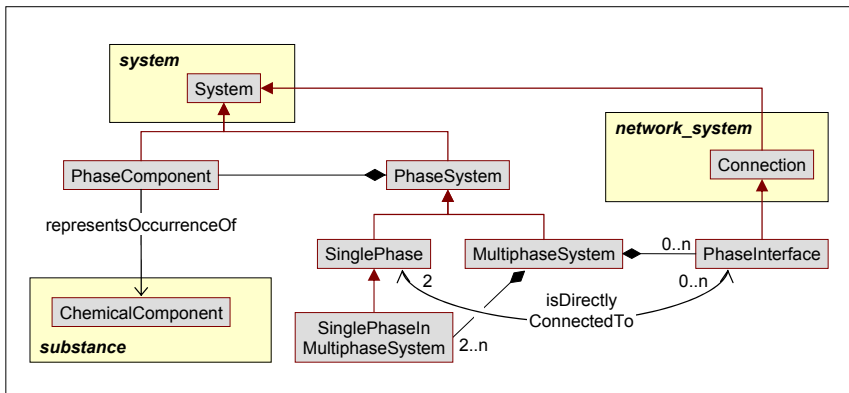 system
System
network_system
Connection
PhaseComponent
PhaseSystem
representsOccurrenceOf
SinglePhase
MultiphaseSystem
0..n
PhaseInterface
2
0..n
isDirectly
ConnectedTo
ChemicalComponent
substance
SinglePhaseIn
MultiphaseSystem
2..n